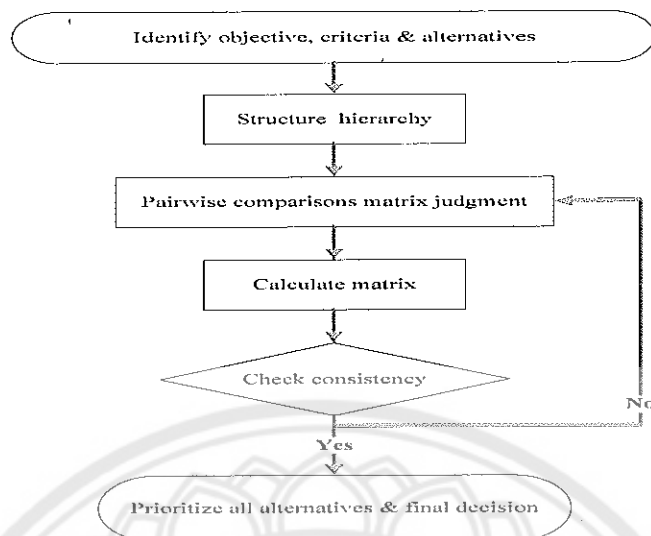 Identify objective, criteria & alternatives
Structure hierarchy
Pairwise comparisons matrix judgment
Calculate matrix
Check consistency
No
Yes
Prioritize all alternatives & final decision